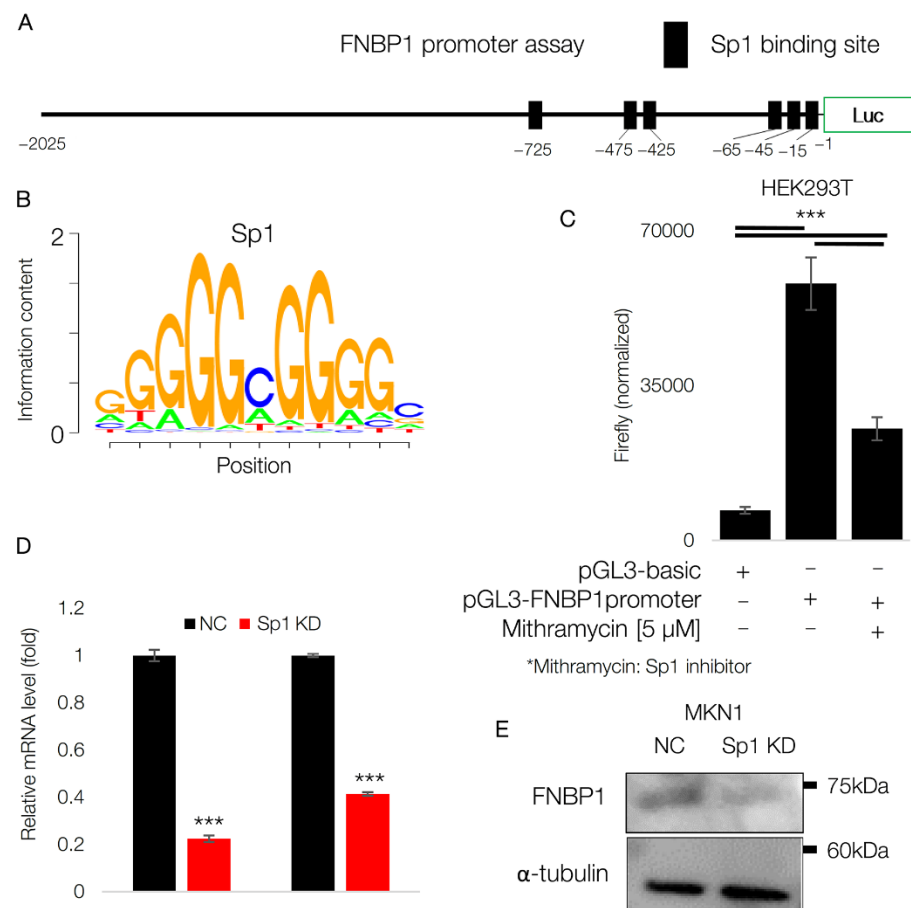 A
FNBP1 promoter assay
Sp1 binding site
Luc
−2025
−725
−475
−425
−65
−45
−15
−1
B
Sp1
Information content
2
1
0
Position
C
HEK293T
***
Firefly (normalized)
70000
35000
0
pGL3-basic + − −
pGL3-FNBP1promoter − + +
Mithramycin [5 µM] − − +
*Mithramycin: Sp1 inhibitor
D
NC Sp1 KD
Relative mRNA level (fold)
1.2
1
0.8
0.6
0.4
0.2
0
***
***
E
MKN1
NC Sp1 KD
FNBP1
75kDa
60kDa
α-tubulin